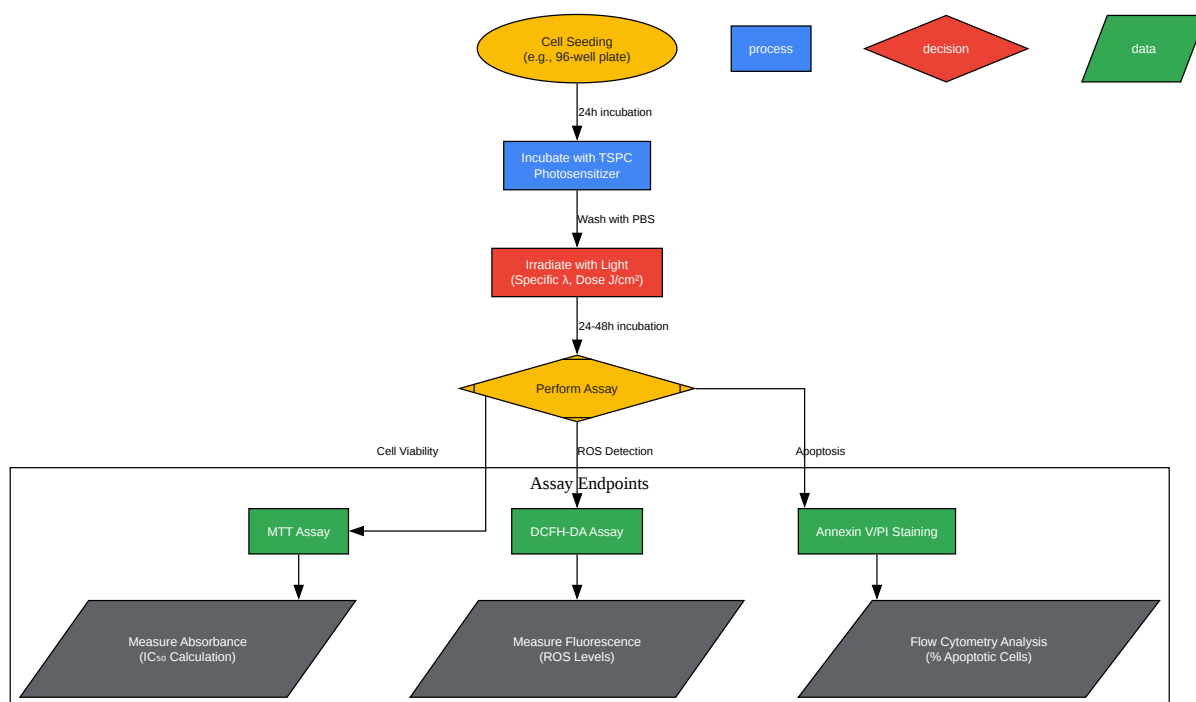 Cell Seeding
(e.g., 96-well plate)
process
decision
data
24h incubation
Incubate with TSPC
Photosensitizer
Wash with PBS
Irradiate with Light
(Specific λ, Dose J/cm²)
24-48h incubation
Perform Assay
Cell Viability
ROS Detection
Apoptosis
Assay Endpoints
MTT Assay
DCFH-DA Assay
Annexin V/PI Staining
Measure Absorbance
(IC₅₀ Calculation)
Measure Fluorescence
(ROS Levels)
Flow Cytometry Analysis
(% Apoptotic Cells)